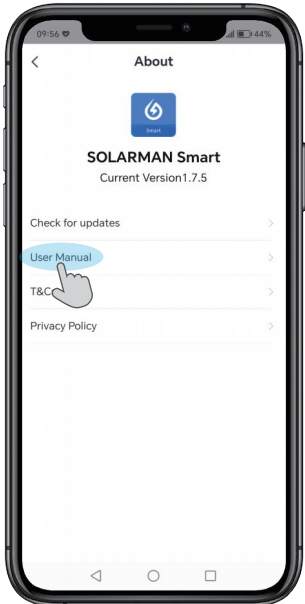 09:56
44%
About
Smart
SOLARMAN Smart
Current Version1.7.5
Check for updates
User Manual
T&C
Privacy Policy